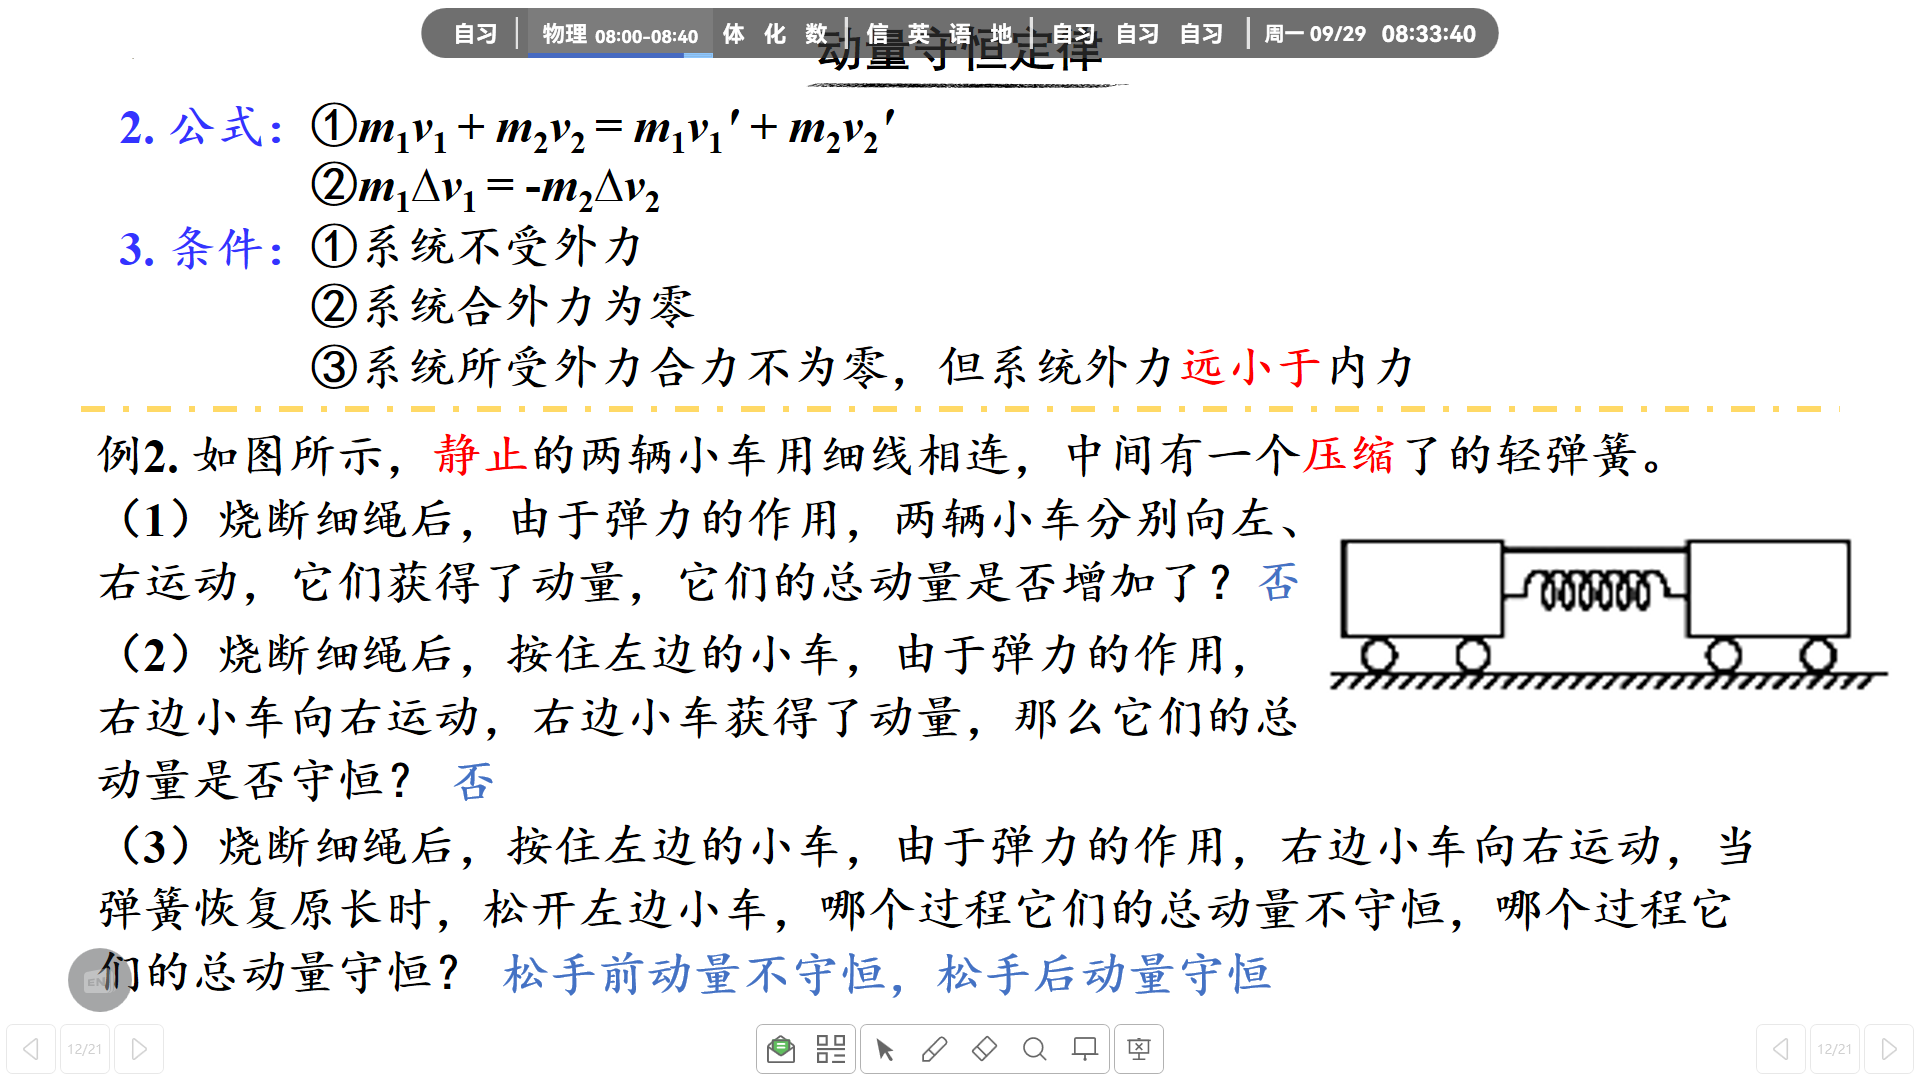 自习 物理 08:00-08:40 体 化 数 信 英 语 地 自习 自习 自习 周一 09/29 08:33:40
动量守恒定律
2. 公式：①m₁v₁ + m₂v₂ = m₁v₁′ + m₂v₂′
②m₁Δv₁ = -m₂Δv₂
3. 条件：①系统不受外力
②系统合外力为零
③系统所受外力合力不为零，但系统外力远小于内力
例2. 如图所示，静止的两辆小车用细线相连，中间有一个压缩了的轻弹簧。
（1）烧断细绳后，由于弹力的作用，两辆小车分别向左、
右运动，它们获得了动量，它们的总动量是否增加了？否
（2）烧断细绳后，按住左边的小车，由于弹力的作用，
右边小车向右运动，右边小车获得了动量，那么它们的总
动量是否守恒？ 否
（3）烧断细绳后，按住左边的小车，由于弹力的作用，右边小车向右运动，当
弹簧恢复原长时，松开左边小车，哪个过程它们的总动量不守恒，哪个过程它
们的总动量守恒？ 松手前动量不守恒，松手后动量守恒
EN
12/21
12/21